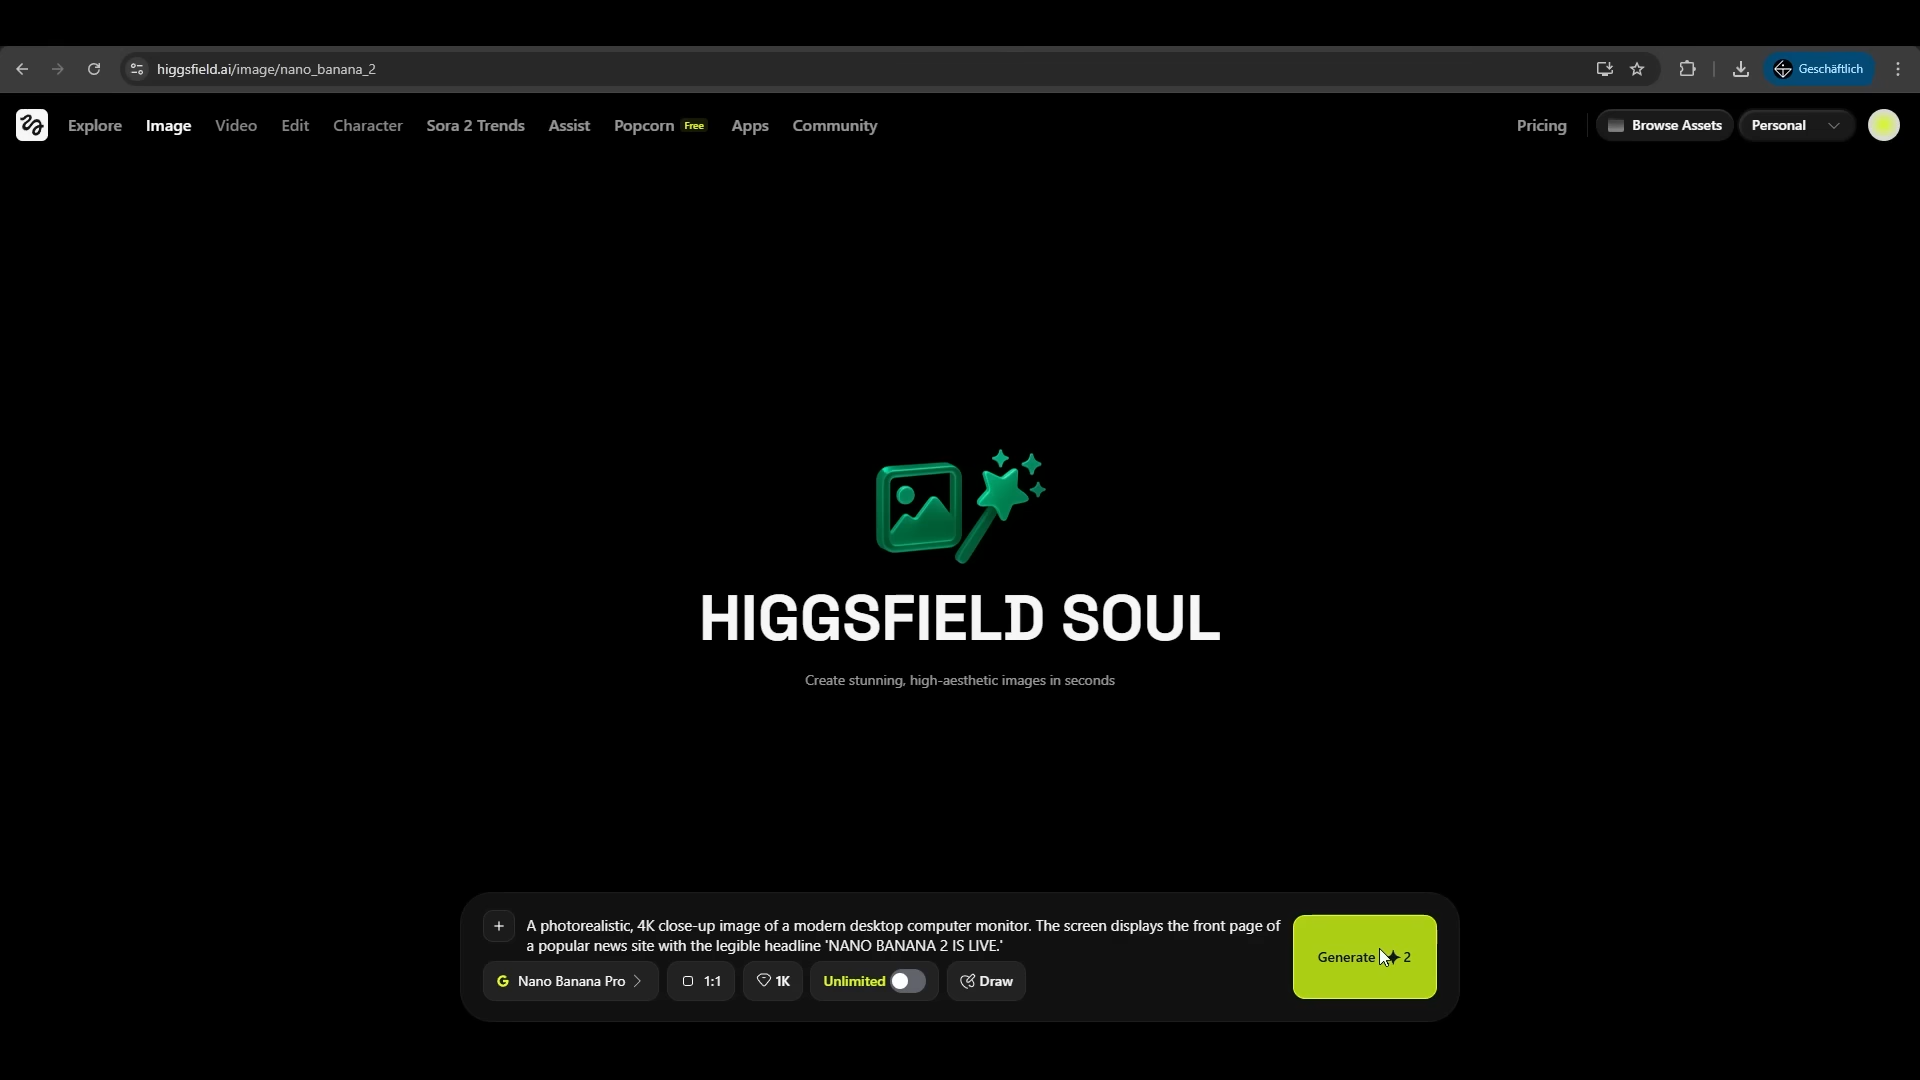 higgsfield.ai/image/nano_banana_2
Geschäftlich
Explore Image Video Edit Character Sora 2 Trends Assist Popcorn Free Apps Community
Pricing Browse Assets Personal
HIGGSFIELD SOUL
Create stunning, high-aesthetic images in seconds
A photorealistic, 4K close-up image of a modern desktop computer monitor. The screen displays the front page of
a popular news site with the legible headline 'NANO BANANA 2 IS LIVE.'
Generate 2
G Nano Banana Pro 1:1 1K Unlimited Draw